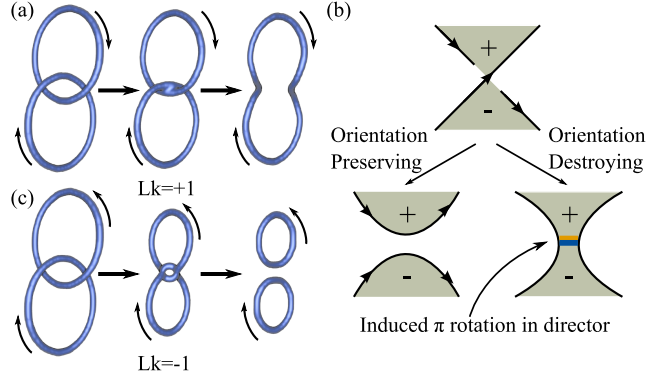 (a)
(b)
+
-
Orientation
Preserving
Orientation
Destroying
Lk=+1
(c)
+
-
+
-
Induced π rotation in director
Lk=-1